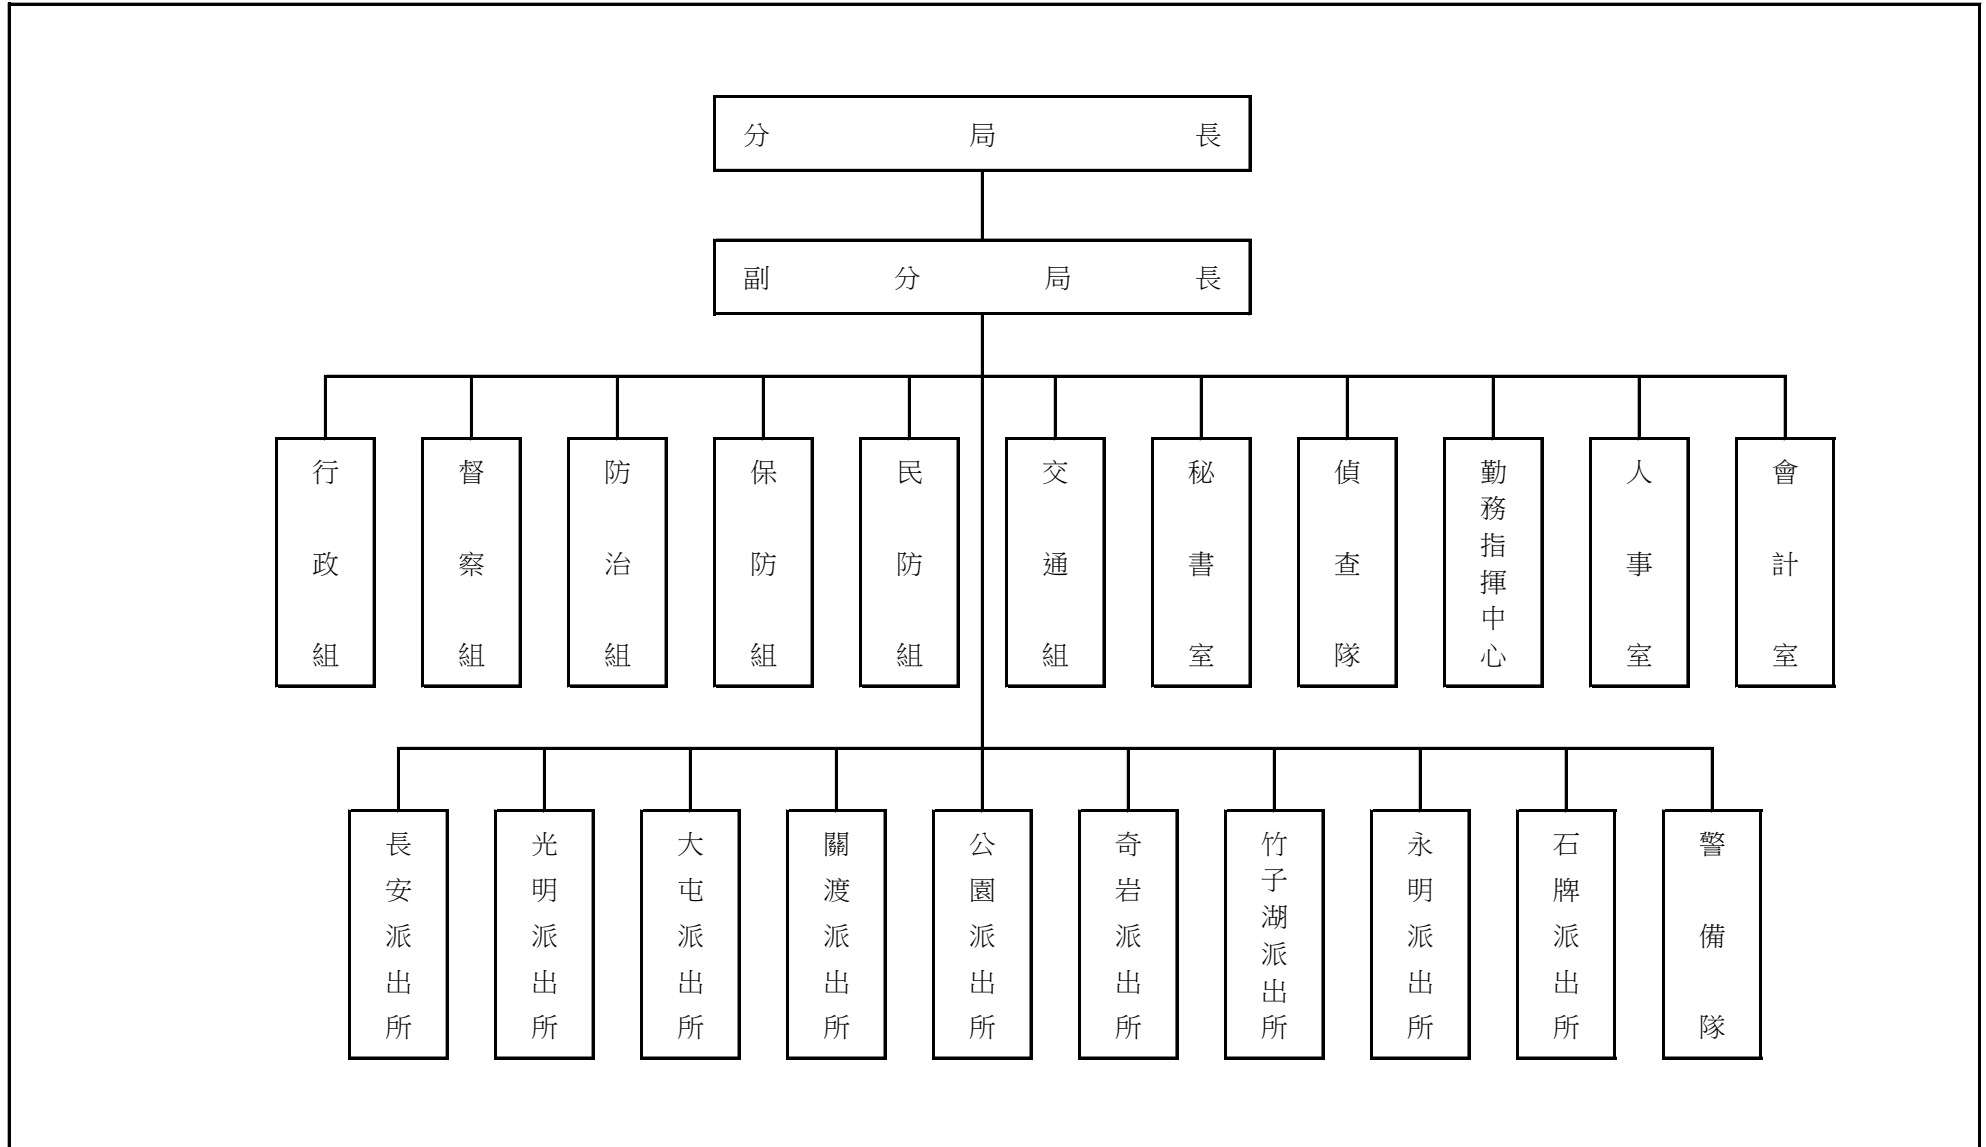 分局長
副分局長
行政組
督察組
防治組
保防組
民防組
交通組
秘書室
偵查隊
勤務指揮中心
人事室
會計室
長安派出所
光明派出所
大屯派出所
關渡派出所
公園派出所
奇岩派出所
竹子湖派出所
永明派出所
石牌派出所
警備隊